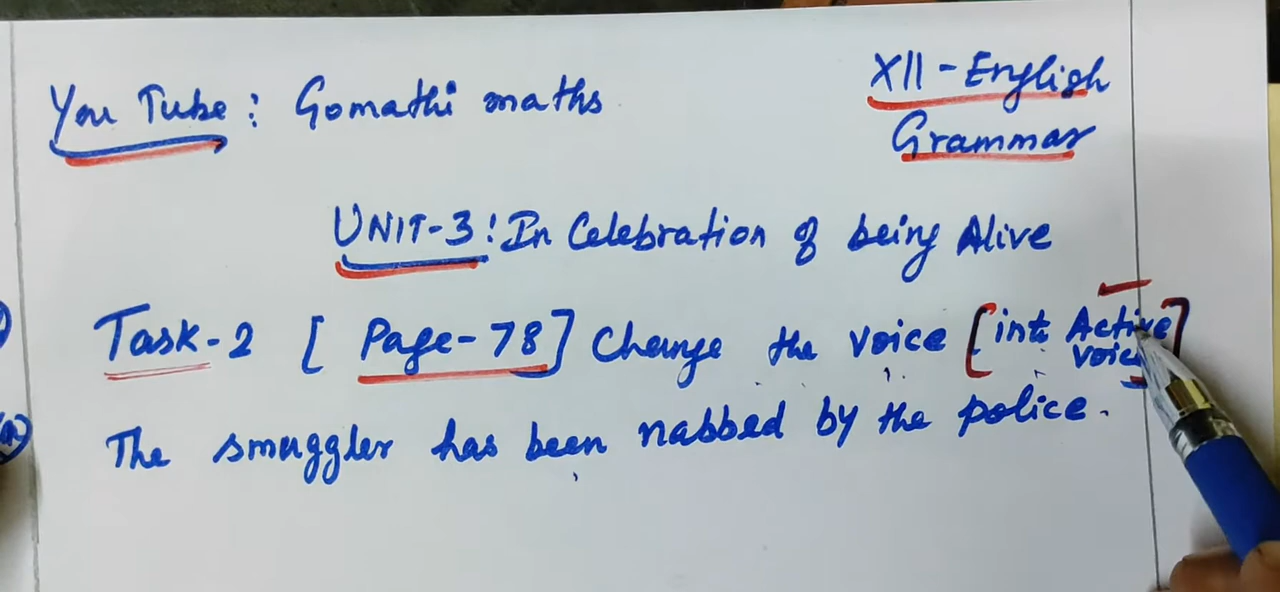 You Tube: Gomathi maths
XII - English
Grammar
UNIT-3: In Celebration of being Alive
Task-2 [Page-78] Change the voice [into Active voice]
The smuggler has been nabbed by the police.